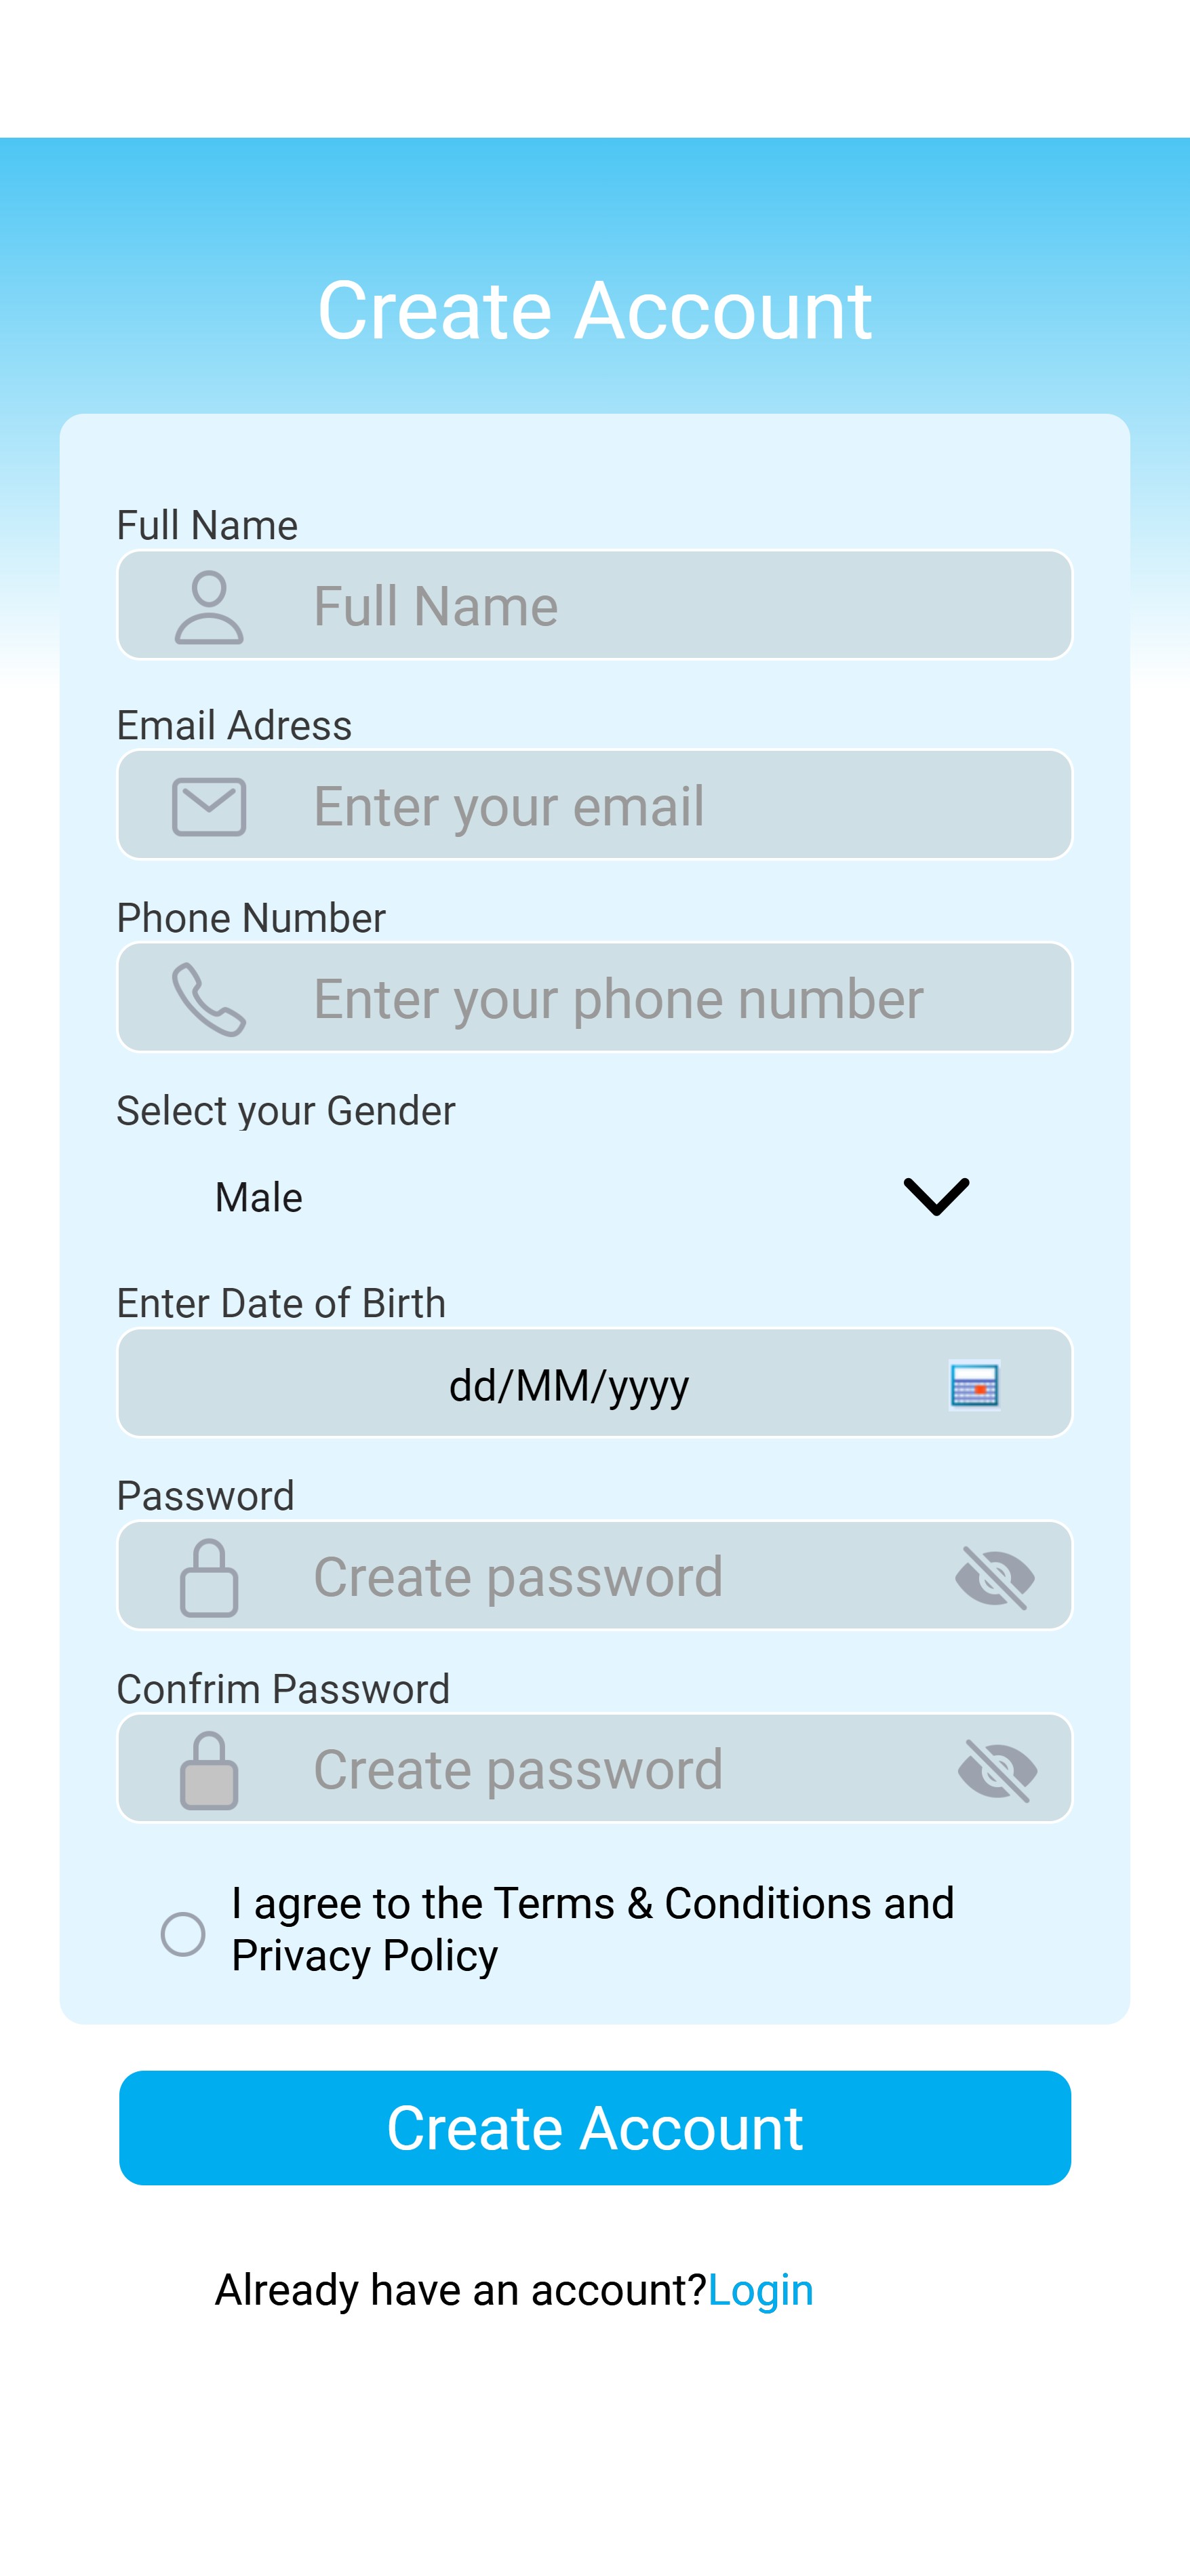 Create Account
Full Name
Full Name
Email Adress
Enter your email
Phone Number
Enter your phone number
Select your Gender
Male
Enter Date of Birth
dd/MM/yyyy
Password
Create password
Confrim Password
Create password
I agree to the Terms & Conditions and
Privacy Policy
Create Account
Already have an account?Login